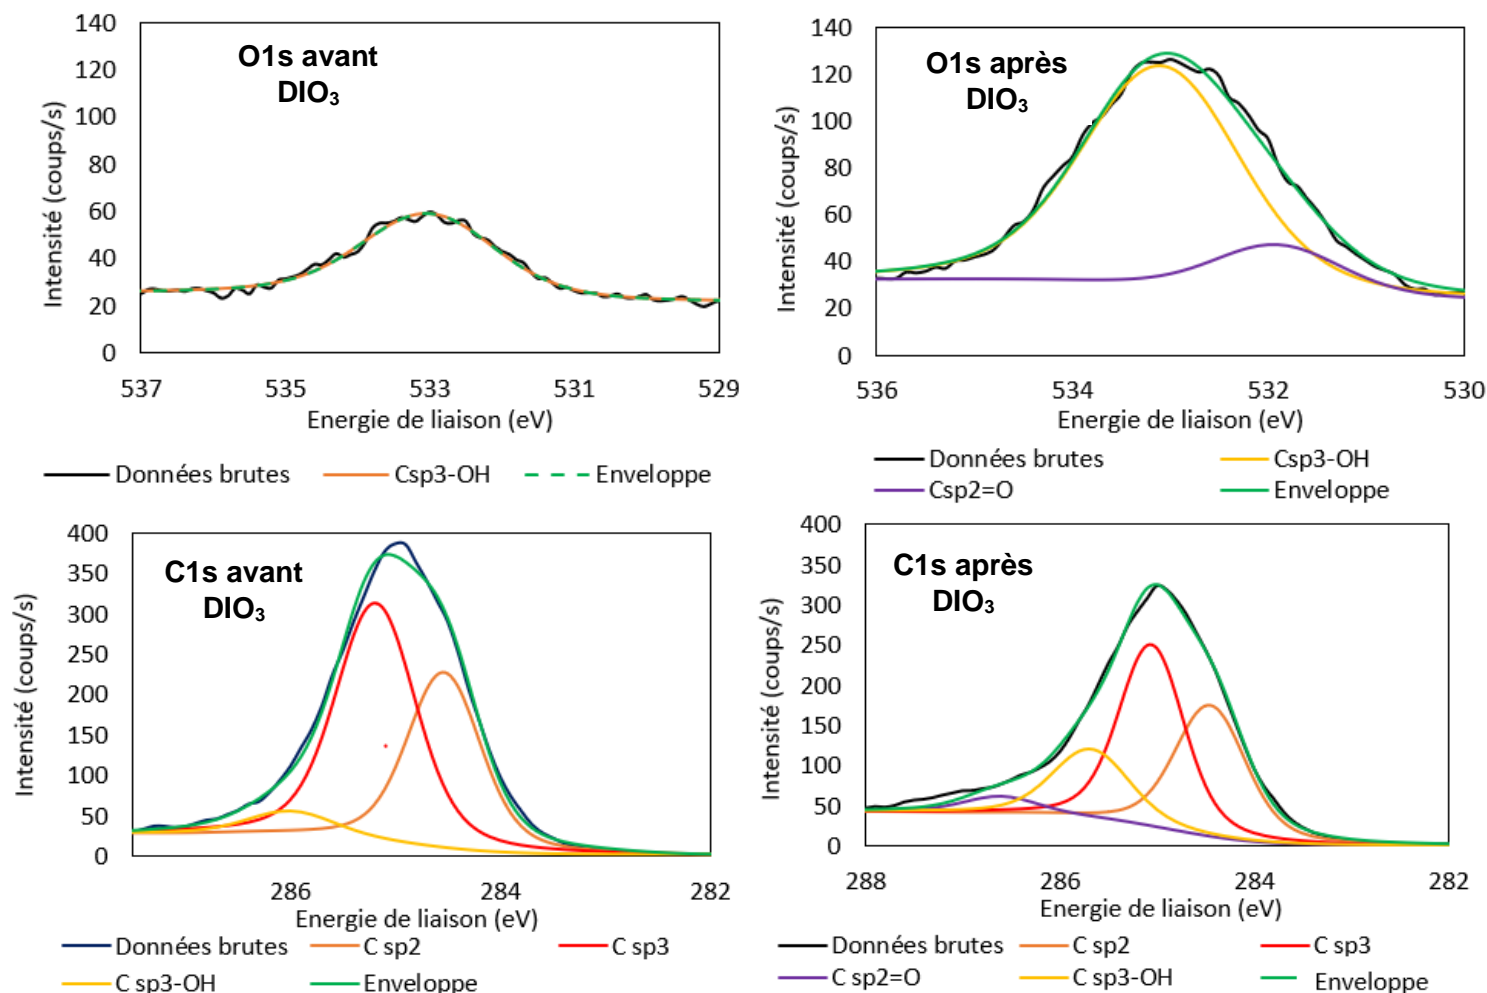 O1s avant
DIO₃
Intensité (coups/s)
140
120
100
80
60
40
20
0
537
535
533
531
529
Energie de liaison (eV)
Données brutes
Csp3-OH
Enveloppe
O1s après
DIO₃
Intensité (coups/s)
140
120
100
80
60
40
20
0
536
534
532
530
Energie de liaison (eV)
Données brutes
Csp3-OH
Csp2=O
Enveloppe
C1s avant
DIO₃
Intensité (coups/s)
400
350
300
250
200
150
100
50
0
286
284
282
Energie de liaison (eV)
Données brutes
C sp2
C sp3
C sp3-OH
Enveloppe
C1s après
DIO₃
Intensité (coups/s)
400
350
300
250
200
150
100
50
0
288
286
284
282
Energie de liaison (eV)
Données brutes
C sp2
C sp3
C sp2=O
C sp3-OH
Enveloppe